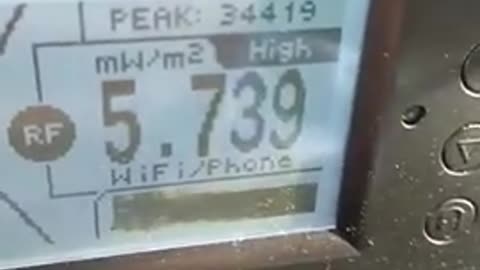 PEAK: 34419
mW/m2 High
RF 5.739
WiFi/Phone